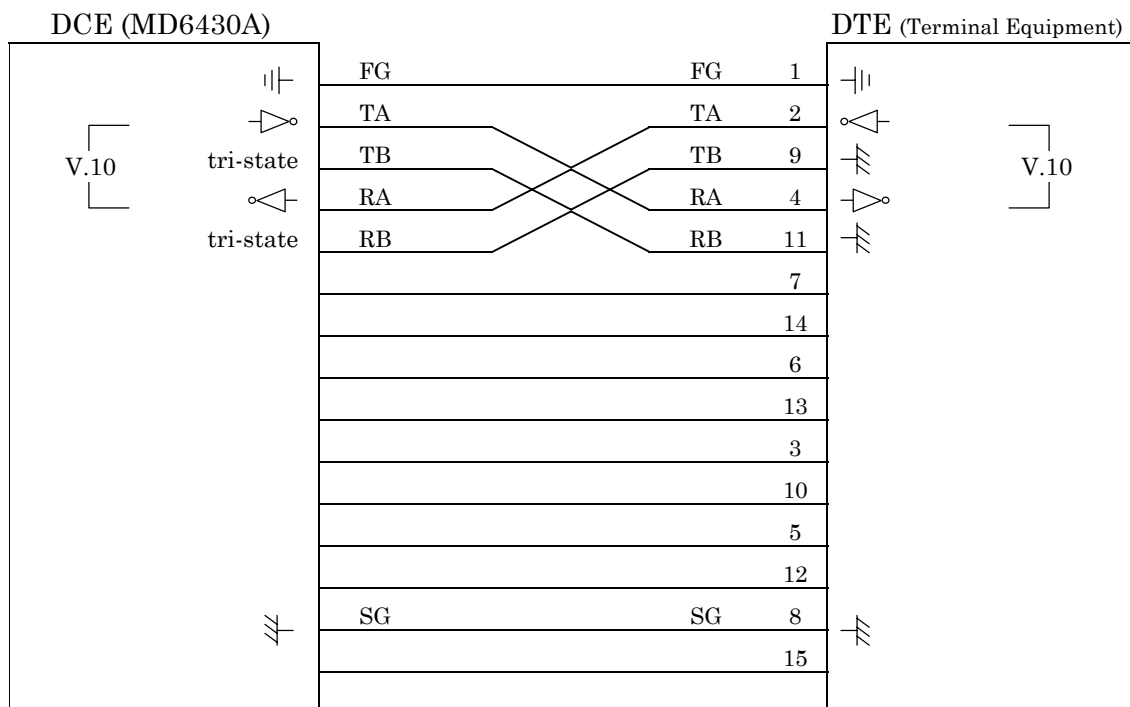 DCE (MD6430A) DTE (Terminal Equipment)
FG FG 1
TA TA 2
tri-state TB TB 9
V.10 V.10
RA RA 4
tri-state RB RB 11
7
14
6
13
3
10
5
12
SG SG 8
15